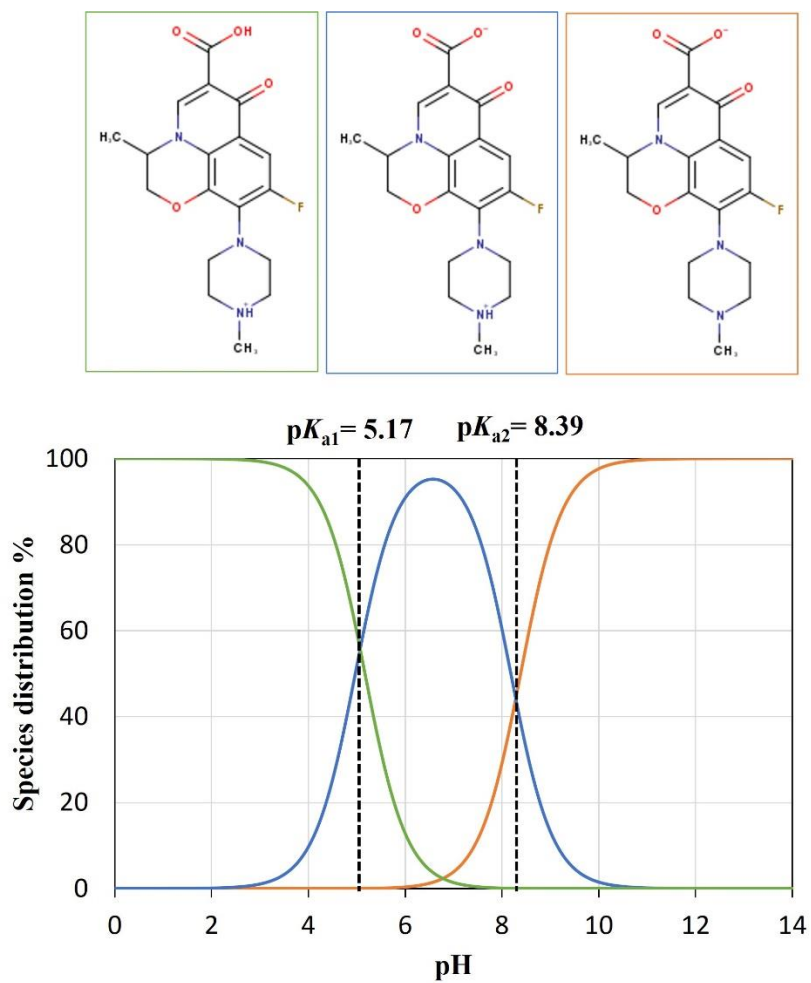 O OH O O⁻ O O⁻
O O O
H₃C N H₃C N H₃C N
O F O F O F
N N N
NH⁺ NH⁺ N
CH₃ CH₃ CH₃
pKa1= 5.17 pKa2= 8.39
100
80
60
40
20
0
Species distribution %
0 2 4 6 8 10 12 14
pH